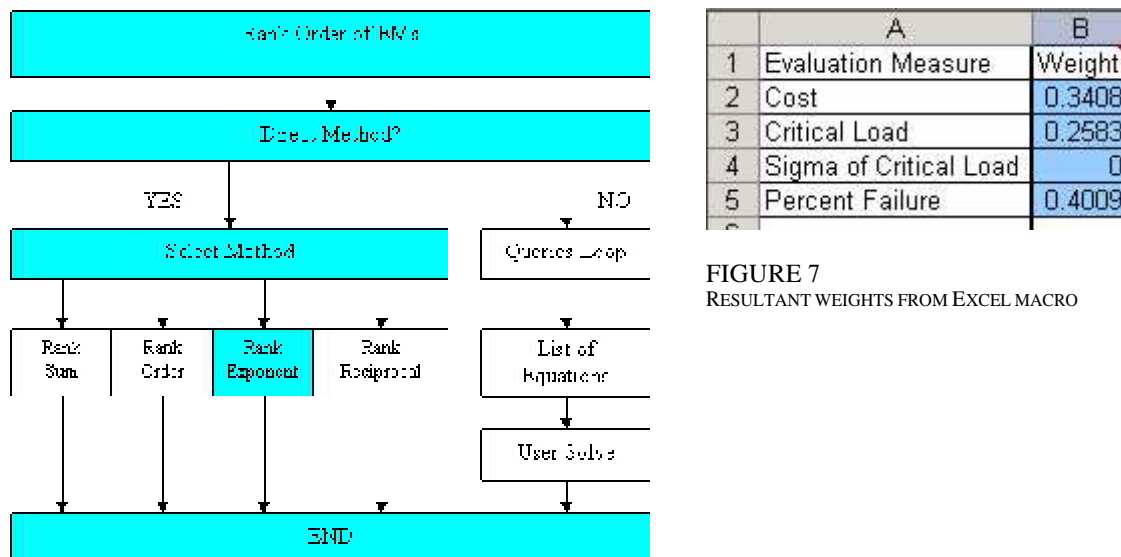 Rank Order of EMs
Direct Method?
YES
NO
Select Method
Queries Loop
Rank
Sum
Rank
Order
Rank
Exponent
Rank
Reciprocal
List of
Equations
User Solve
END
A B
1 Evaluation Measure Weight
2 Cost 0.3408
3 Critical Load 0.2583
4 Sigma of Critical Load 0
5 Percent Failure 0.4009
FIGURE 7
RESULTANT WEIGHTS FROM EXCEL MACRO